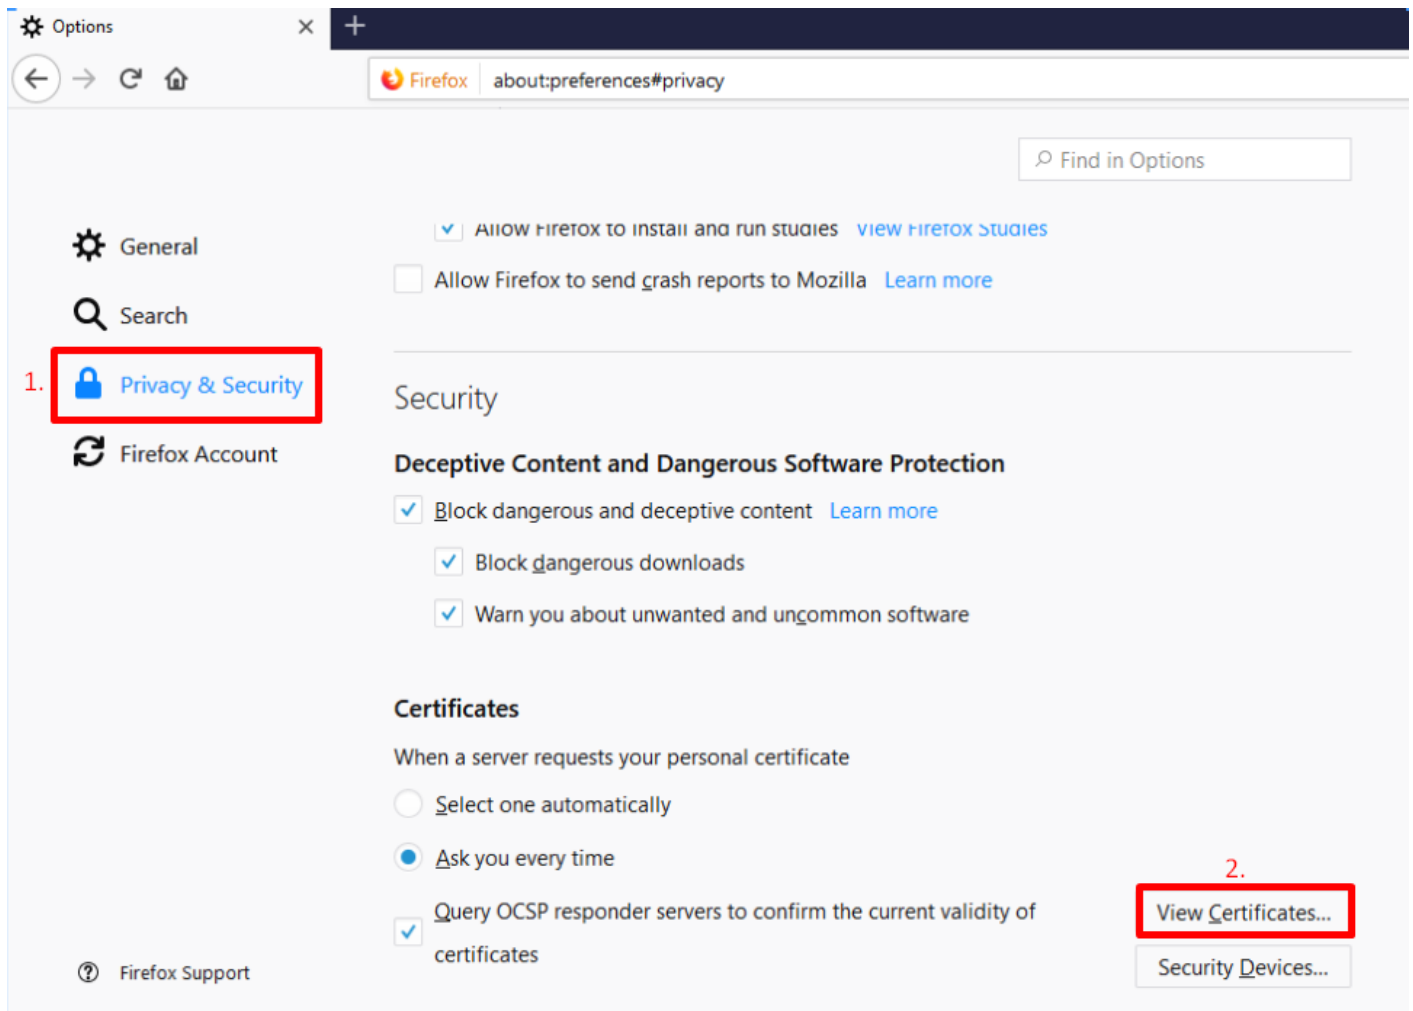 Options
Firefox about:preferences#privacy
Find in Options
Allow Firefox to install and run studies View Firefox Studies
General
Allow Firefox to send crash reports to Mozilla Learn more
Search
1. Privacy & Security
Security
Firefox Account
Deceptive Content and Dangerous Software Protection
Block dangerous and deceptive content Learn more
Block dangerous downloads
Warn you about unwanted and uncommon software
Certificates
When a server requests your personal certificate
Select one automatically
Ask you every time
2.
Query OCSP responder servers to confirm the current validity of
certificates
View Certificates...
Security Devices...
Firefox Support